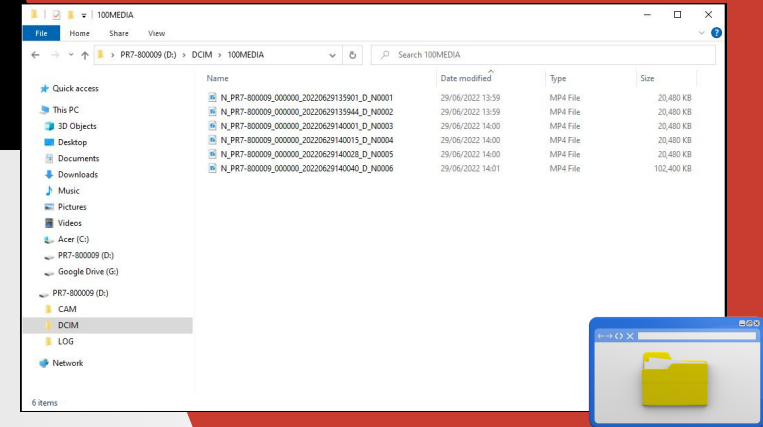 100MEDIA
File Home Share View
PR7-800009 (D:) > DCIM > 100MEDIA
Search 100MEDIA
Name Date modified Type Size
Quick access
This PC
3D Objects
Desktop
Documents
Downloads
Music
Pictures
Videos
Acer (C:)
PR7-800009 (D:)
Google Drive (G:)
PR7-800009 (D:)
CAM
DCIM
LOG
Network
N_PR7-800009_000000_20220629135901_D_N0001 29/06/2022 13:59 MP4 File 20,480 KB
N_PR7-800009_000000_20220629135944_D_N0002 29/06/2022 13:59 MP4 File 20,480 KB
N_PR7-800009_000000_20220629140001_D_N0003 29/06/2022 14:00 MP4 File 20,480 KB
N_PR7-800009_000000_20220629140015_D_N0004 29/06/2022 14:00 MP4 File 20,480 KB
N_PR7-800009_000000_20220629140028_D_N0005 29/06/2022 14:00 MP4 File 20,480 KB
N_PR7-800009_000000_20220629140040_D_N0006 29/06/2022 14:01 MP4 File 102,400 KB
6 items